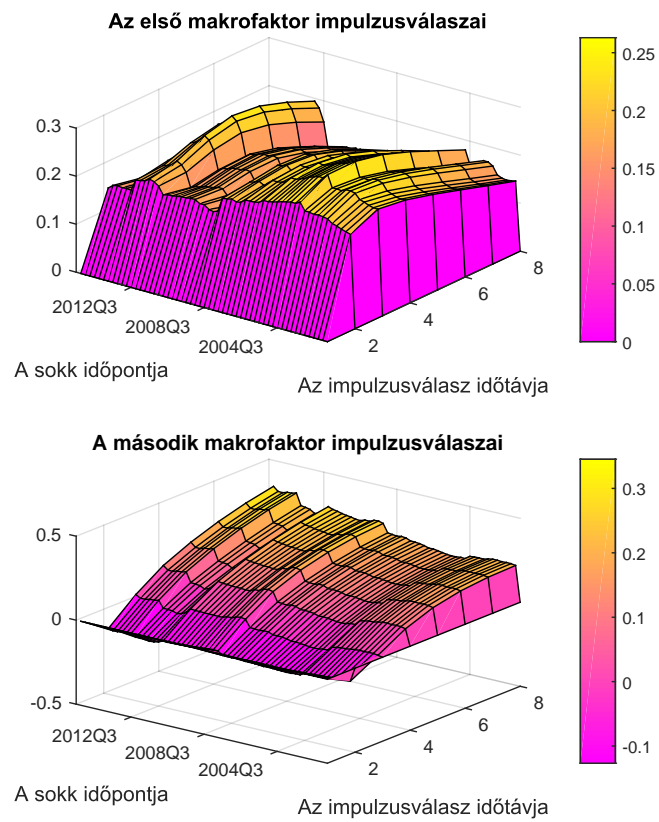 Az első makrofaktor impulzusválaszai
0.3
0.2
0.1
0
2012Q3
2008Q3
2004Q3
2
4
6
8
A sokk időpontja
Az impulzusválasz időtávja
0.25
0.2
0.15
0.1
0.05
0
A második makrofaktor impulzusválaszai
0.5
0
-0.5
2012Q3
2008Q3
2004Q3
2
4
6
8
A sokk időpontja
Az impulzusválasz időtávja
0.3
0.2
0.1
0
-0.1